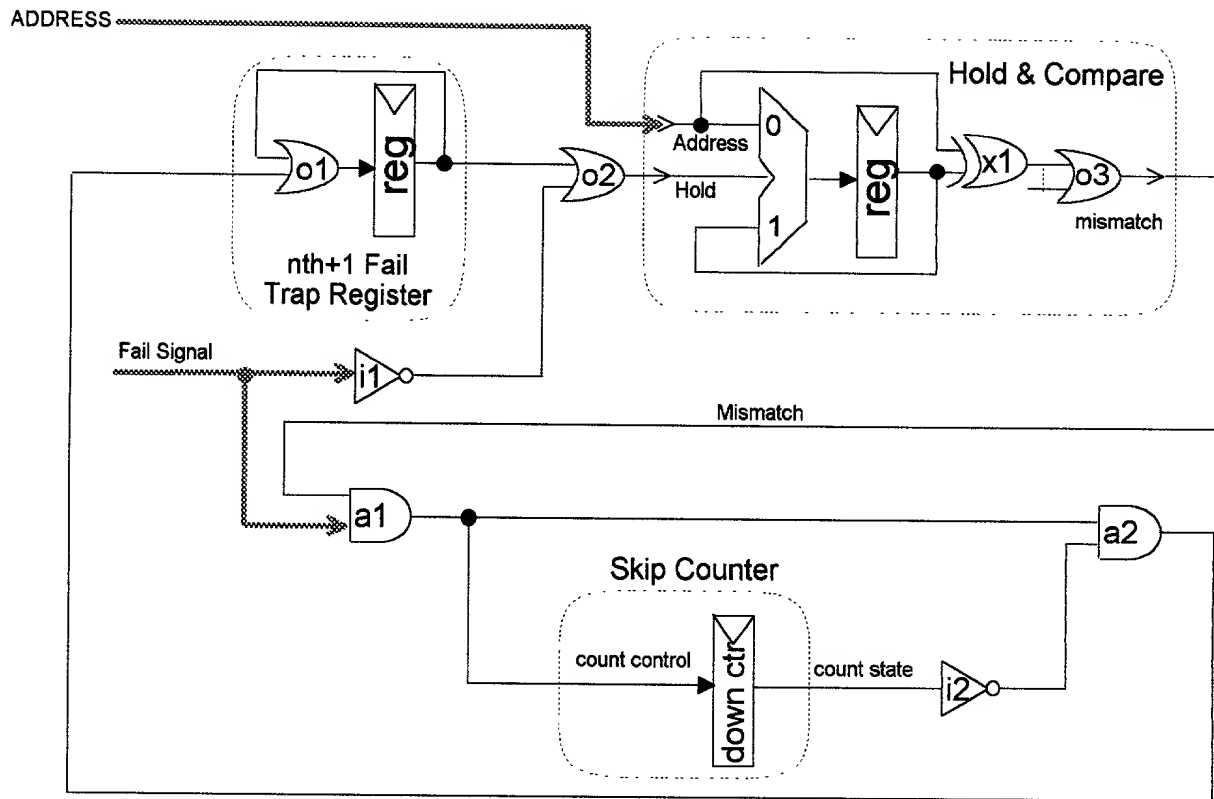 ADDRESS
Hold & Compare
0
Address
reg
o1
o2
Hold
reg
x1
o3
1
mismatch
nth+1 Fail
Trap Register
Fail Signal
i1
Mismatch
a1
a2
Skip Counter
count control
down ctr
count state
i2